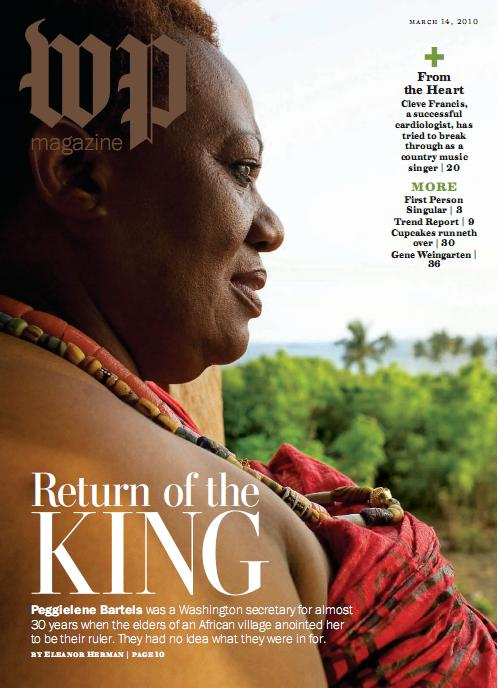 MARCH 14, 2010
wp
magazine
+
From
the Heart
Cleve Francis,
a successful
cardiologist, has
tried to break
through as a
country music
singer | 20
MORE
First Person
Singular | 3
Trend Report | 9
Cupcakes runneth
over | 30
Gene Weingarten |
36
Return of the
KING
Peggielene Bartels was a Washington secretary for almost
30 years when the elders of an African village anointed her
to be their ruler. They had no idea what they were in for.
BY ELEANOR HERMAN | PAGE 10